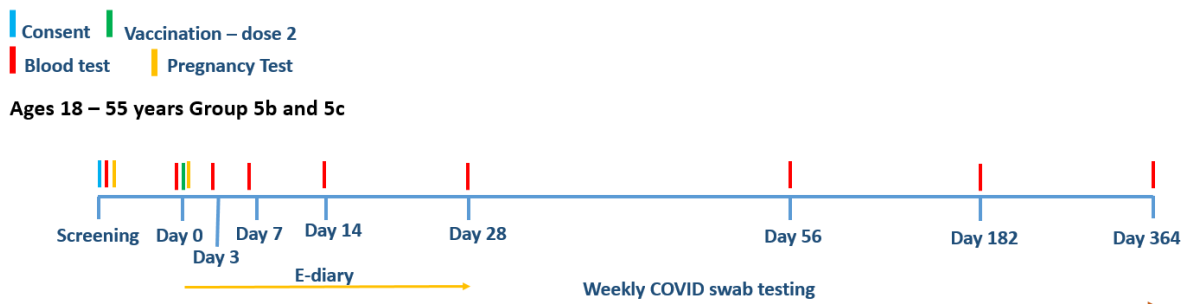 Consent Vaccination – dose 2
Blood test Pregnancy Test
Ages 18 – 55 years Group 5b and 5c
Screening Day 0 Day 3 Day 7 Day 14 Day 28 Day 56 Day 182 Day 364
E-diary
Weekly COVID swab testing